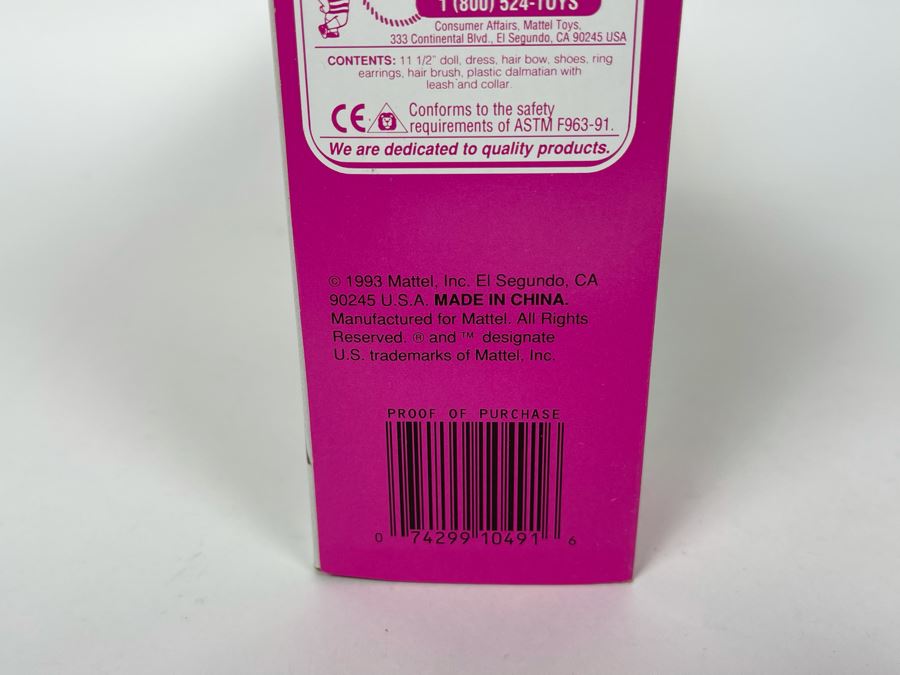 1 (800) 524-TOYS
Consumer Affairs, Mattel Toys,
333 Continental Blvd., El Segundo, CA 90245 USA
CONTENTS: 11 1/2" doll, dress, hair bow, shoes, ring
earrings, hair brush, plastic dalmatian with
leash and collar.
CE Conforms to the safety
requirements of ASTM F963-91.
We are dedicated to quality products.
© 1993 Mattel, Inc. El Segundo, CA
90245 U.S.A. MADE IN CHINA.
Manufactured for Mattel. All Rights
Reserved. ® and ™ designate
U.S. trademarks of Mattel, Inc.
PROOF OF PURCHASE
0 74299 10491 6